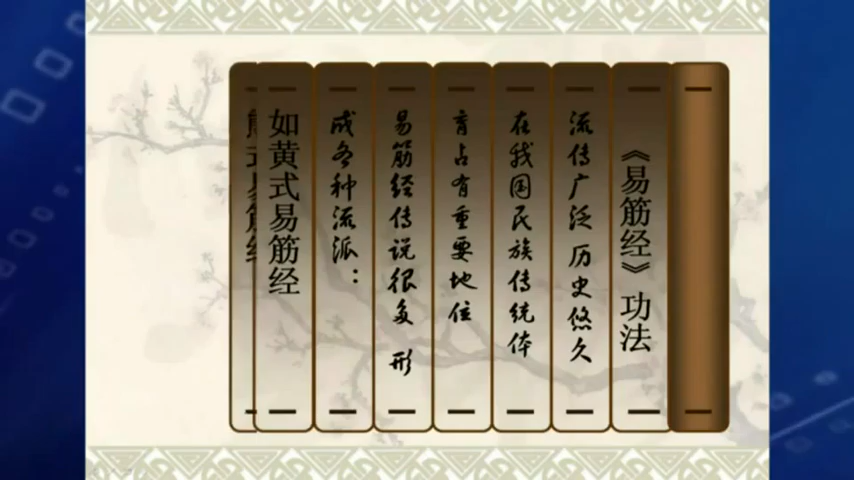 《易筋经》功法
流传广泛 历史悠久
在我国民族传统体
育占有重要地位
易筋经传说很多 形
成各种流派：
如黄式易筋经